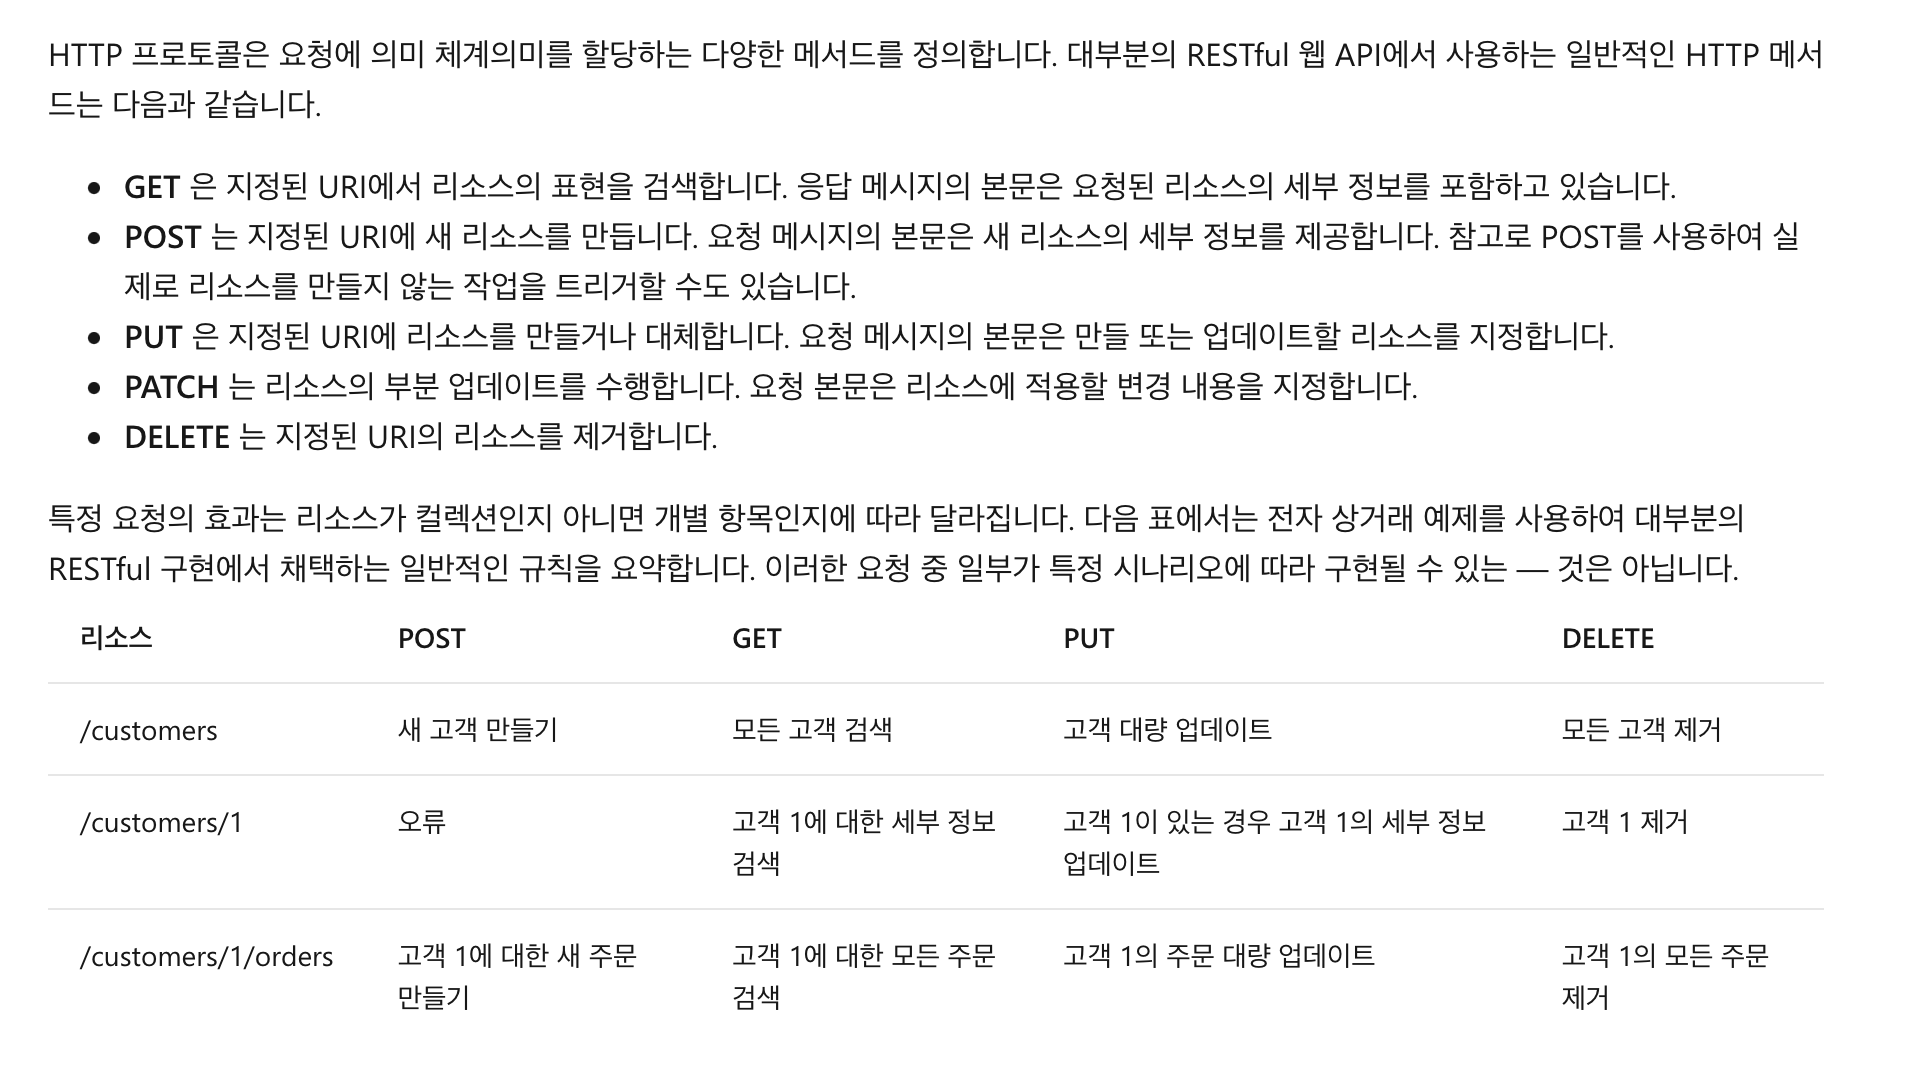 HTTP 프로토콜은 요청에 의미 체계의미를 할당하는 다양한 메서드를 정의합니다. 대부분의 RESTful 웹 API에서 사용하는 일반적인 HTTP 메서
드는 다음과 같습니다.
• GET 은 지정된 URI에서 리소스의 표현을 검색합니다. 응답 메시지의 본문은 요청된 리소스의 세부 정보를 포함하고 있습니다.
• POST 는 지정된 URI에 새 리소스를 만듭니다. 요청 메시지의 본문은 새 리소스의 세부 정보를 제공합니다. 참고로 POST를 사용하여 실
제로 리소스를 만들지 않는 작업을 트리거할 수도 있습니다.
• PUT 은 지정된 URI에 리소스를 만들거나 대체합니다. 요청 메시지의 본문은 만들 또는 업데이트할 리소스를 지정합니다.
• PATCH 는 리소스의 부분 업데이트를 수행합니다. 요청 본문은 리소스에 적용할 변경 내용을 지정합니다.
• DELETE 는 지정된 URI의 리소스를 제거합니다.
특정 요청의 효과는 리소스가 컬렉션인지 아니면 개별 항목인지에 따라 달라집니다. 다음 표에서는 전자 상거래 예제를 사용하여 대부분의
RESTful 구현에서 채택하는 일반적인 규칙을 요약합니다. 이러한 요청 중 일부가 특정 시나리오에 따라 구현될 수 있는 — 것은 아닙니다.
리소스 POST GET PUT DELETE
/customers 새 고객 만들기 모든 고객 검색 고객 대량 업데이트 모든 고객 제거
/customers/1 오류 고객 1에 대한 세부 정보 고객 1이 있는 경우 고객 1의 세부 정보 고객 1 제거
검색 업데이트
/customers/1/orders 고객 1에 대한 새 주문 고객 1에 대한 모든 주문 고객 1의 주문 대량 업데이트 고객 1의 모든 주문
만들기 검색 제거